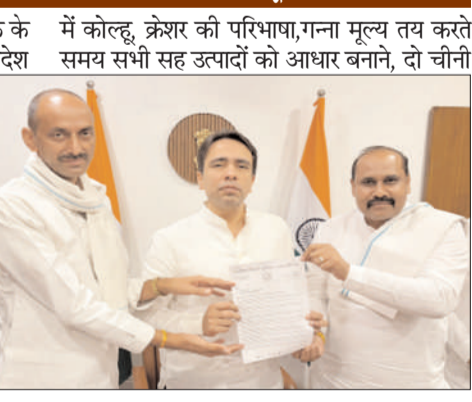 के
देश
में कोल्हू, क्रेशर की परिभाषा,गन्ना मूल्य तय करते
समय सभी सह उत्पादों को आधार बनाने, दो चीनी